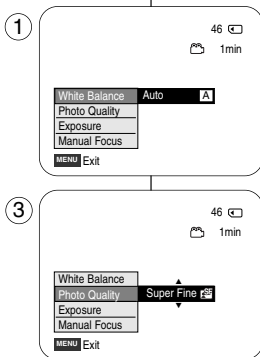 1
46
1min
White Balance Auto A
Photo Quality
Exposure
Manual Focus
MENU Exit
3
46
1min
White Balance
Photo Quality Super Fine SF
Exposure
Manual Focus
MENU Exit